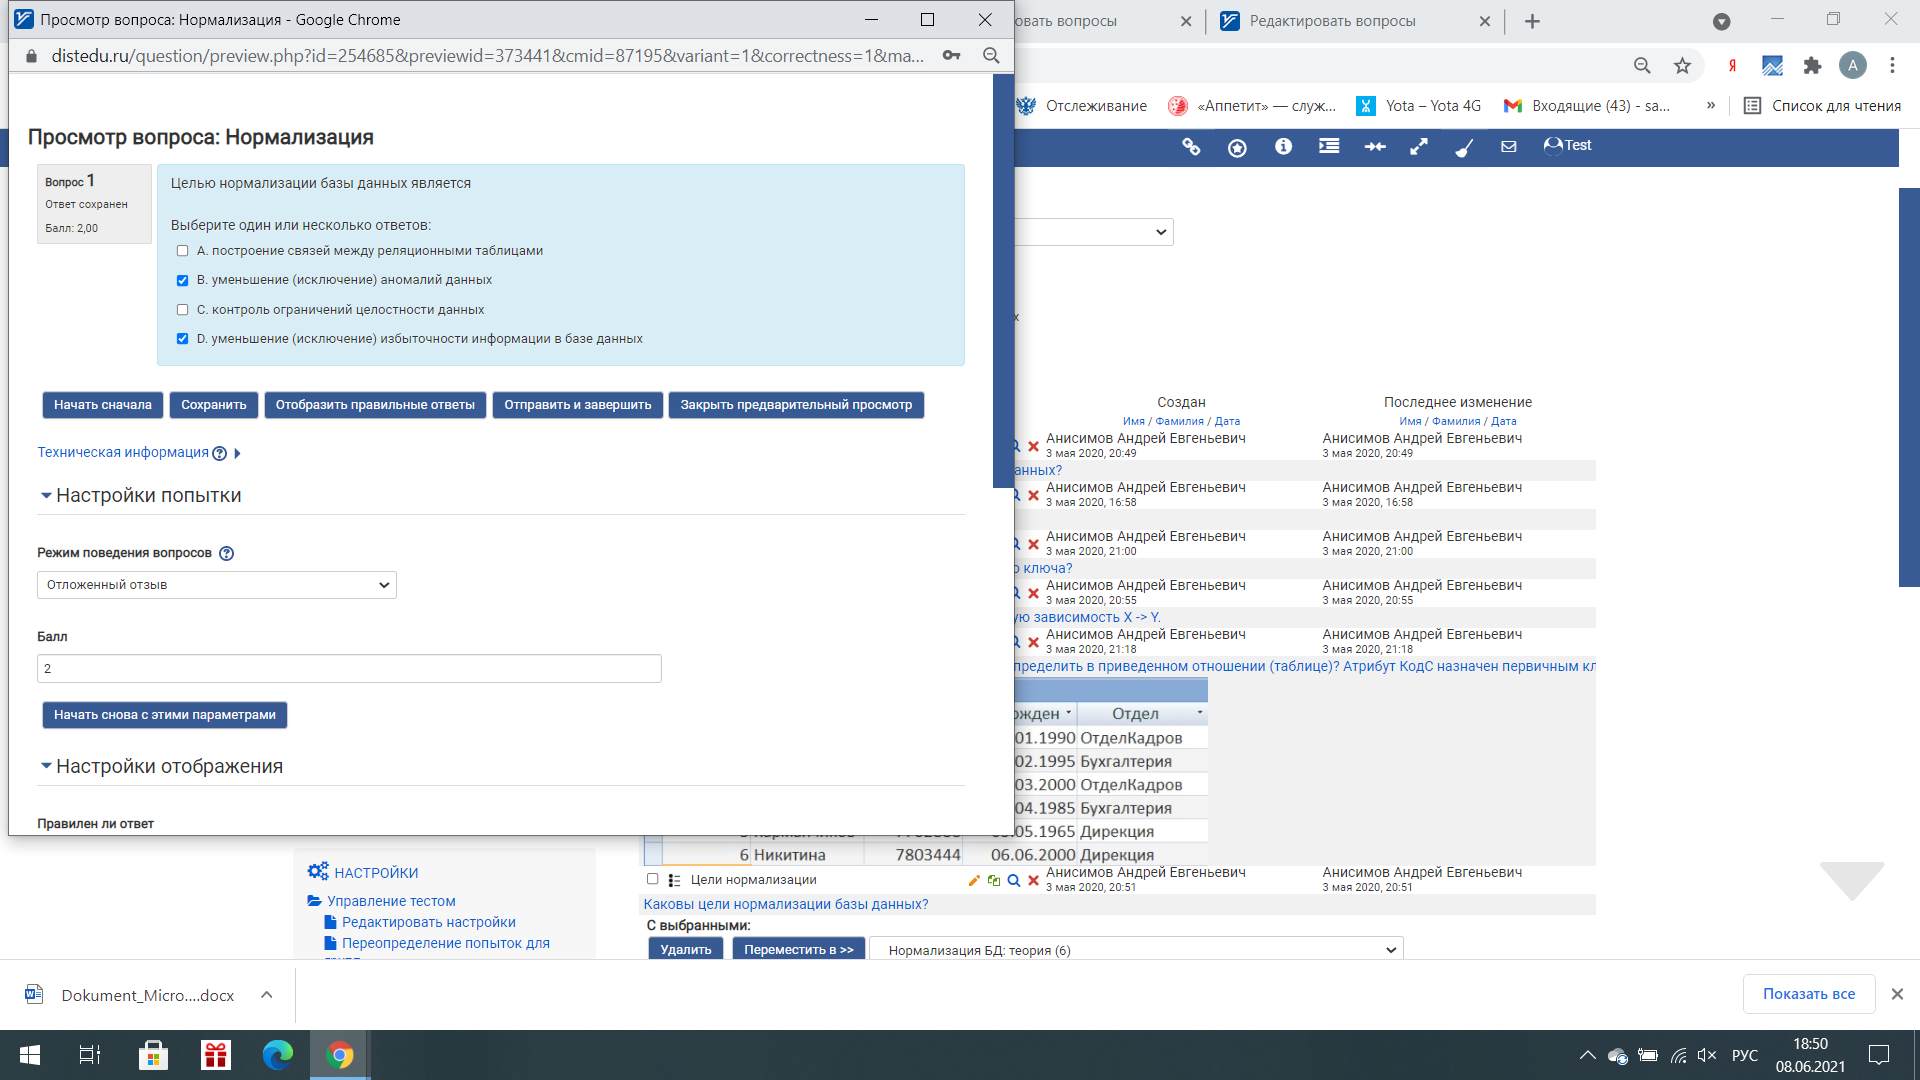 Просмотр вопроса: Нормализация - Google Chrome
овать вопросы
Редактировать вопросы
distedu.ru/question/preview.php?id=254685&previewid=373441&cmid=87195&variant=1&correctness=1&ma...
Я
A
Отслеживание
«Аппетит» — служ...
Yota – Yota 4G
Входящие (43) - sa...
»
Список для чтения
Test
Просмотр вопроса: Нормализация
Вопрос 1
Ответ сохранен
Балл: 2,00
Целью нормализации базы данных является
Выберите один или несколько ответов:
A. построение связей между реляционными таблицами
B. уменьшение (исключение) аномалий данных
C. контроль ограничений целостности данных
D. уменьшение (исключение) избыточности информации в базе данных
х
Начать сначала
Сохранить
Отобразить правильные ответы
Отправить и завершить
Закрыть предварительный просмотр
Техническая информация
Настройки попытки
Режим поведения вопросов
Отложенный отзыв
Балл
2
Начать снова с этими параметрами
Настройки отображения
Правилен ли ответ
Создан
Последнее изменение
Имя / Фамилия / Дата
Имя / Фамилия / Дата
Анисимов Андрей Евгеньевич
Анисимов Андрей Евгеньевич
3 мая 2020, 20:49
3 мая 2020, 20:49
анных?
Анисимов Андрей Евгеньевич
Анисимов Андрей Евгеньевич
3 мая 2020, 16:58
3 мая 2020, 16:58
Анисимов Андрей Евгеньевич
Анисимов Андрей Евгеньевич
3 мая 2020, 21:00
3 мая 2020, 21:00
о ключа?
Анисимов Андрей Евгеньевич
Анисимов Андрей Евгеньевич
3 мая 2020, 20:55
3 мая 2020, 20:55
ую зависимость X -> Y.
Анисимов Андрей Евгеньевич
Анисимов Андрей Евгеньевич
3 мая 2020, 21:18
3 мая 2020, 21:18
пределить в приведенном отношении (таблице)? Атрибут КодС назначен первичным кл
ожден
Отдел
01.1990 ОтделКадров
02.1995 Бухгалтерия
03.2000 ОтделКадров
04.1985 Бухгалтерия
.05.1965 Дирекция
6 Никитина 7803444 06.06.2000 Дирекция
Цели нормализации
Анисимов Андрей Евгеньевич
Анисимов Андрей Евгеньевич
3 мая 2020, 20:51
3 мая 2020, 20:51
Каковы цели нормализации базы данных?
С выбранными:
Удалить
Переместить в >>
Нормализация БД: теория (6)
НАСТРОЙКИ
Управление тестом
Редактировать настройки
Переопределение попыток для
Dokument_Micro....docx
Показать все
РУС
18:50
08.06.2021